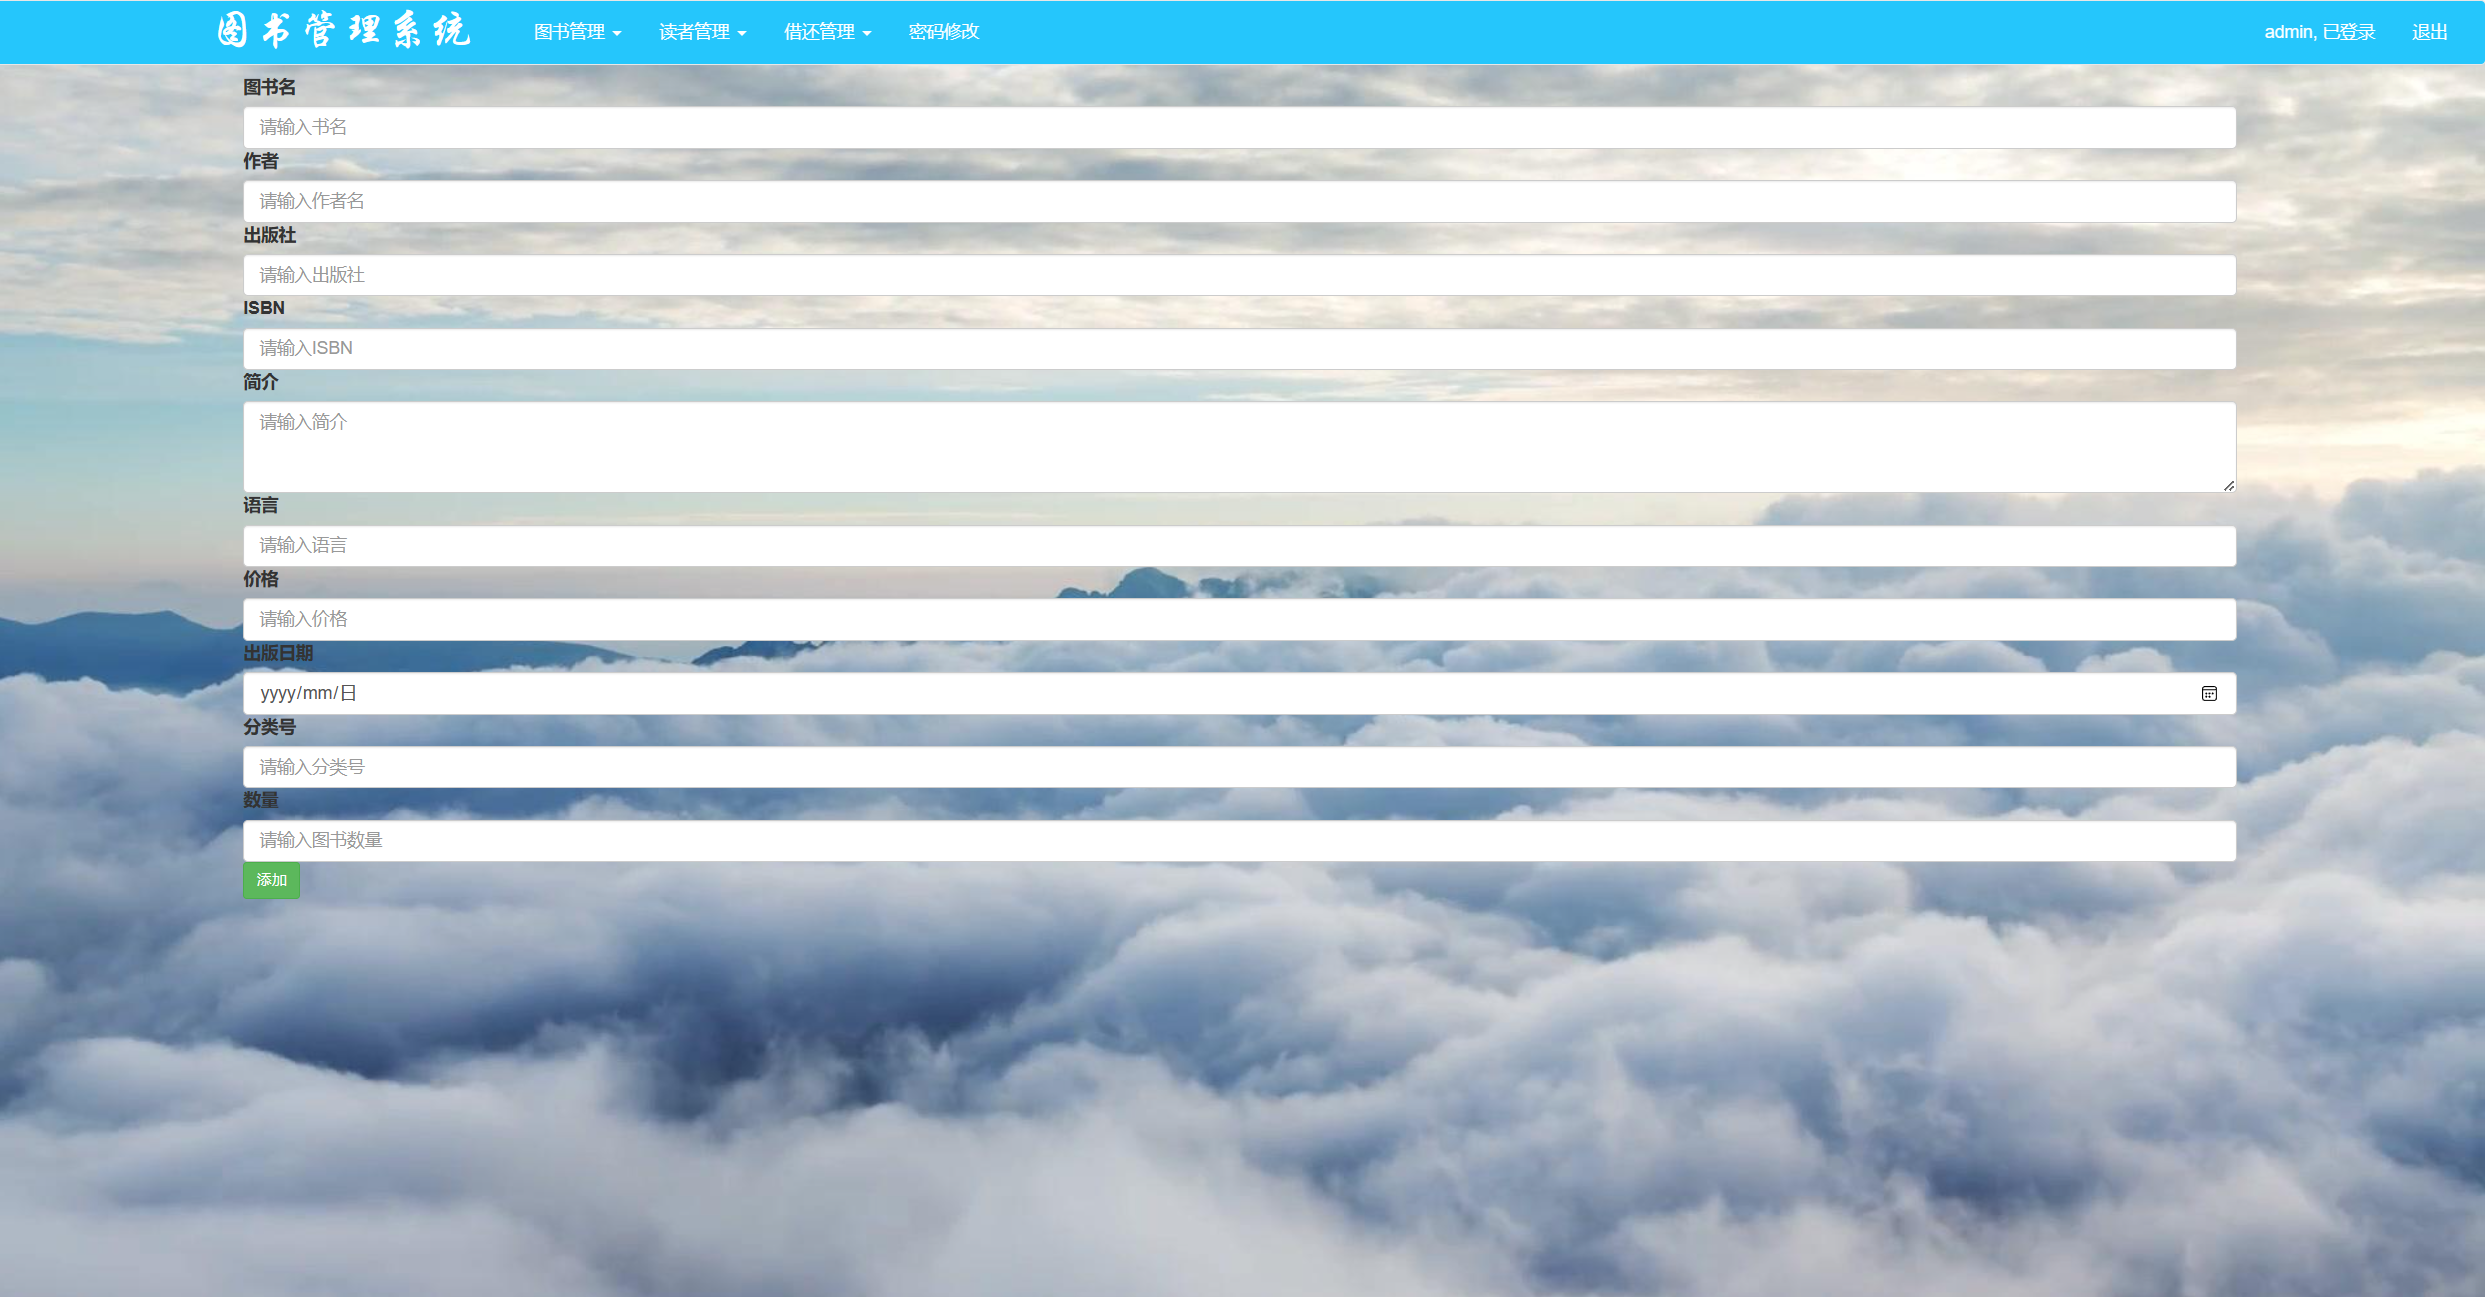 图书管理系统 图书管理 读者管理 借还管理 密码修改 admin, 已登录 退出
图书名
请输入书名
作者
请输入作者名
出版社
请输入出版社
ISBN
请输入ISBN
简介
请输入简介
语言
请输入语言
价格
请输入价格
出版日期
yyyy/mm/日
分类号
请输入分类号
数量
请输入图书数量
添加